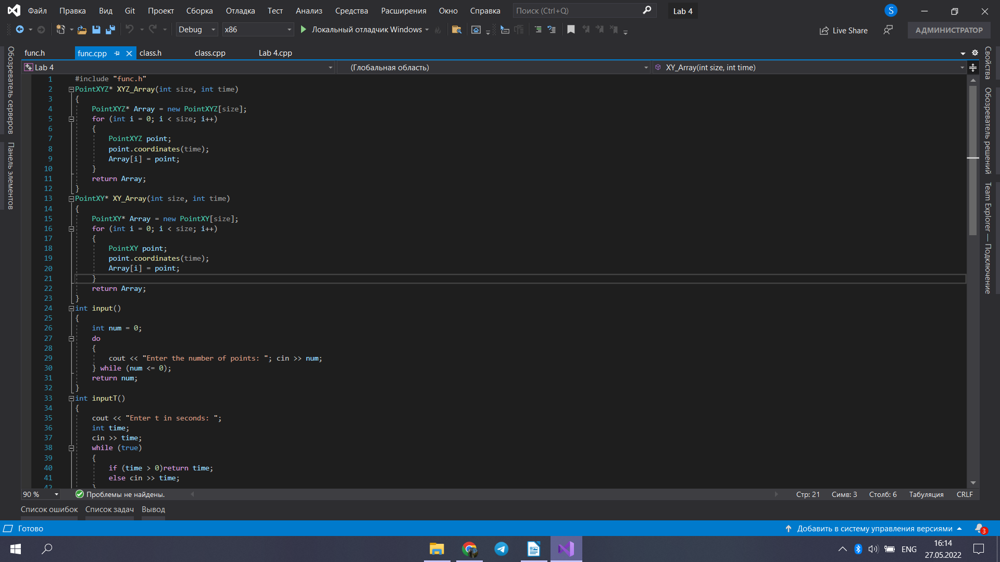 Файл Правка Вид Git Проект Сборка Отладка Тест Анализ Средства Расширения Окно Справка Поиск (Ctrl+Q) Lab 4 S
Debug x86 Локальный отладчик Windows Live Share АДМИНИСТРАТОР
func.h func.cpp class.h class.cpp Lab 4.cpp
Lab 4 (Глобальная область) XY_Array(int size, int time)
Обозреватель серверов
Панель элементов
1 #include "func.h"
2 PointXYZ* XYZ_Array(int size, int time)
3 {
4 PointXYZ* Array = new PointXYZ[size];
5 for (int i = 0; i < size; i++)
6 {
7 PointXYZ point;
8 point.coordinates(time);
9 Array[i] = point;
10 }
11 return Array;
12 }
13 PointXY* XY_Array(int size, int time)
14 {
15 PointXY* Array = new PointXY[size];
16 for (int i = 0; i < size; i++)
17 {
18 PointXY point;
19 point.coordinates(time);
20 Array[i] = point;
21 }
22 return Array;
23 }
24 int input()
25 {
26 int num = 0;
27 do
28 {
29 cout << "Enter the number of points: "; cin >> num;
30 } while (num <= 0);
31 return num;
32 }
33 int inputT()
34 {
35 cout << "Enter t in seconds: ";
36 int time;
37 cin >> time;
38 while (true)
39 {
40 if (time > 0)return time;
41 else cin >> time;
42 }
Свойства
Обозреватель решений
Team Explorer — Подключение
90 % Проблемы не найдены. Стр: 21 Симв: 3 Столб: 6 Табуляция CRLF
Список ошибок Список задач Вывод
Готово Добавить в систему управления версиями 3
ENG 16:14
27.05.2022